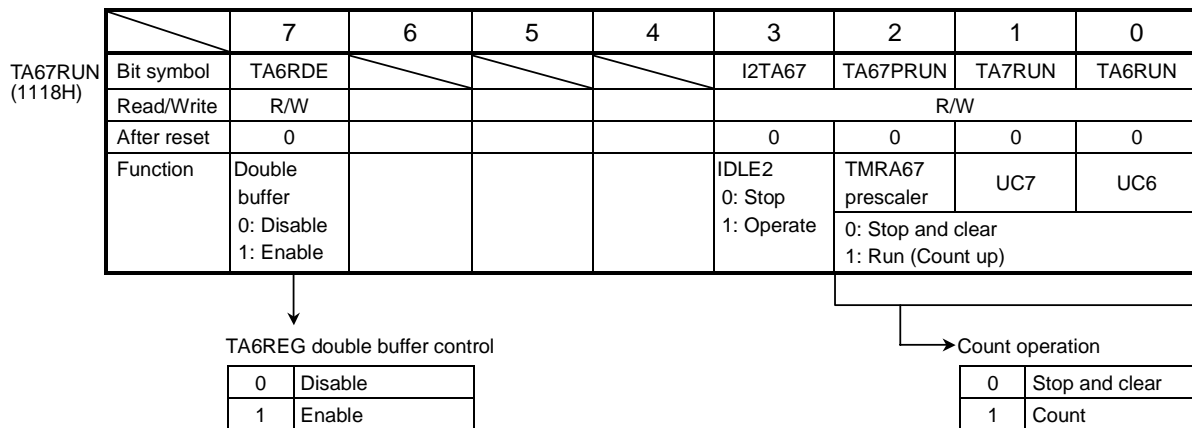 7 6 5 4 3 2 1 0
TA67RUN (1118H)
Bit symbol TA6RDE I2TA67 TA67PRUN TA7RUN TA6RUN
Read/Write R/W R/W
After reset 0 0 0 0 0
Function
Double buffer
0: Disable
1: Enable
IDLE2
0: Stop
1: Operate
TMRA67 prescaler
UC7
UC6
0: Stop and clear
1: Run (Count up)
TA6REG double buffer control
0 Disable
1 Enable
Count operation
0 Stop and clear
1 Count